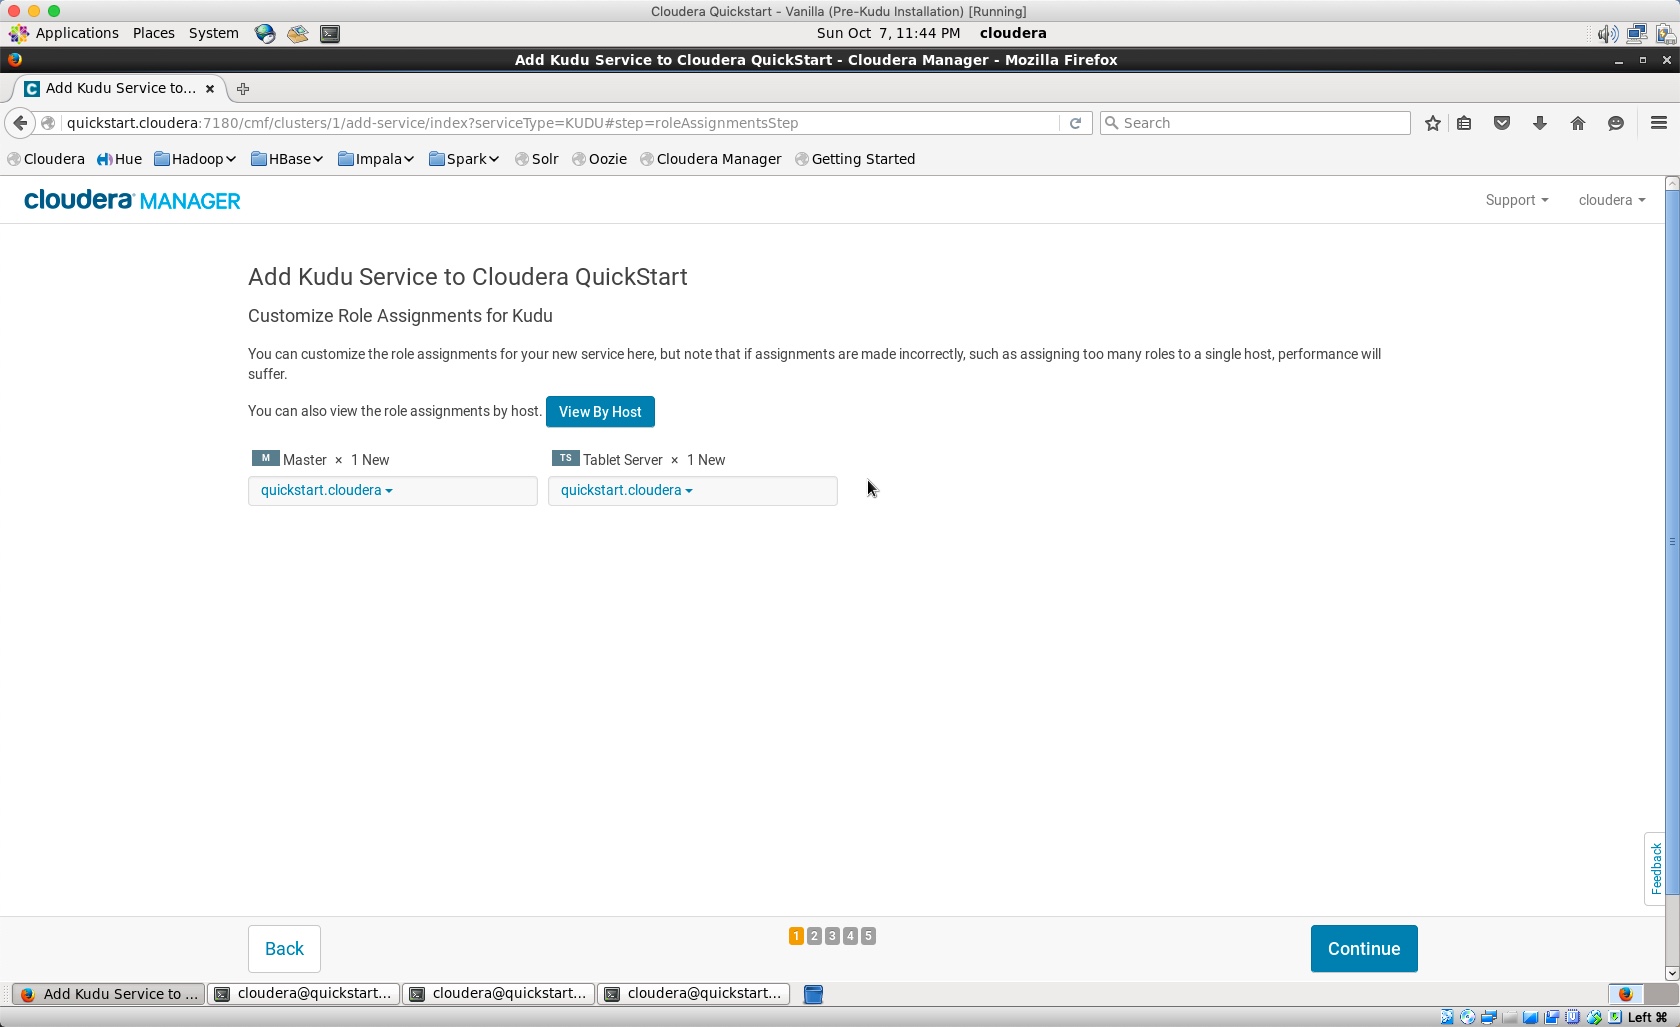 Cloudera Quickstart - Vanilla (Pre-Kudu Installation) [Running]
Applications Places System Sun Oct 7, 11:44 PM cloudera
Add Kudu Service to Cloudera QuickStart - Cloudera Manager - Mozilla Firefox
Add Kudu Service to...
quickstart.cloudera:7180/cmf/clusters/1/add-service/index?serviceType=KUDU#step=roleAssignmentsStep Search
Cloudera Hue Hadoop HBase Impala Spark Solr Oozie Cloudera Manager Getting Started
cloudera MANAGER Support cloudera
Add Kudu Service to Cloudera QuickStart
Customize Role Assignments for Kudu
You can customize the role assignments for your new service here, but note that if assignments are made incorrectly, such as assigning too many roles to a single host, performance will
suffer.
You can also view the role assignments by host. View By Host
M Master × 1 New TS Tablet Server × 1 New
quickstart.cloudera quickstart.cloudera
Feedback
Back 1 2 3 4 5 Continue
Add Kudu Service to ... cloudera@quickstart... cloudera@quickstart... cloudera@quickstart...
Left ⌘